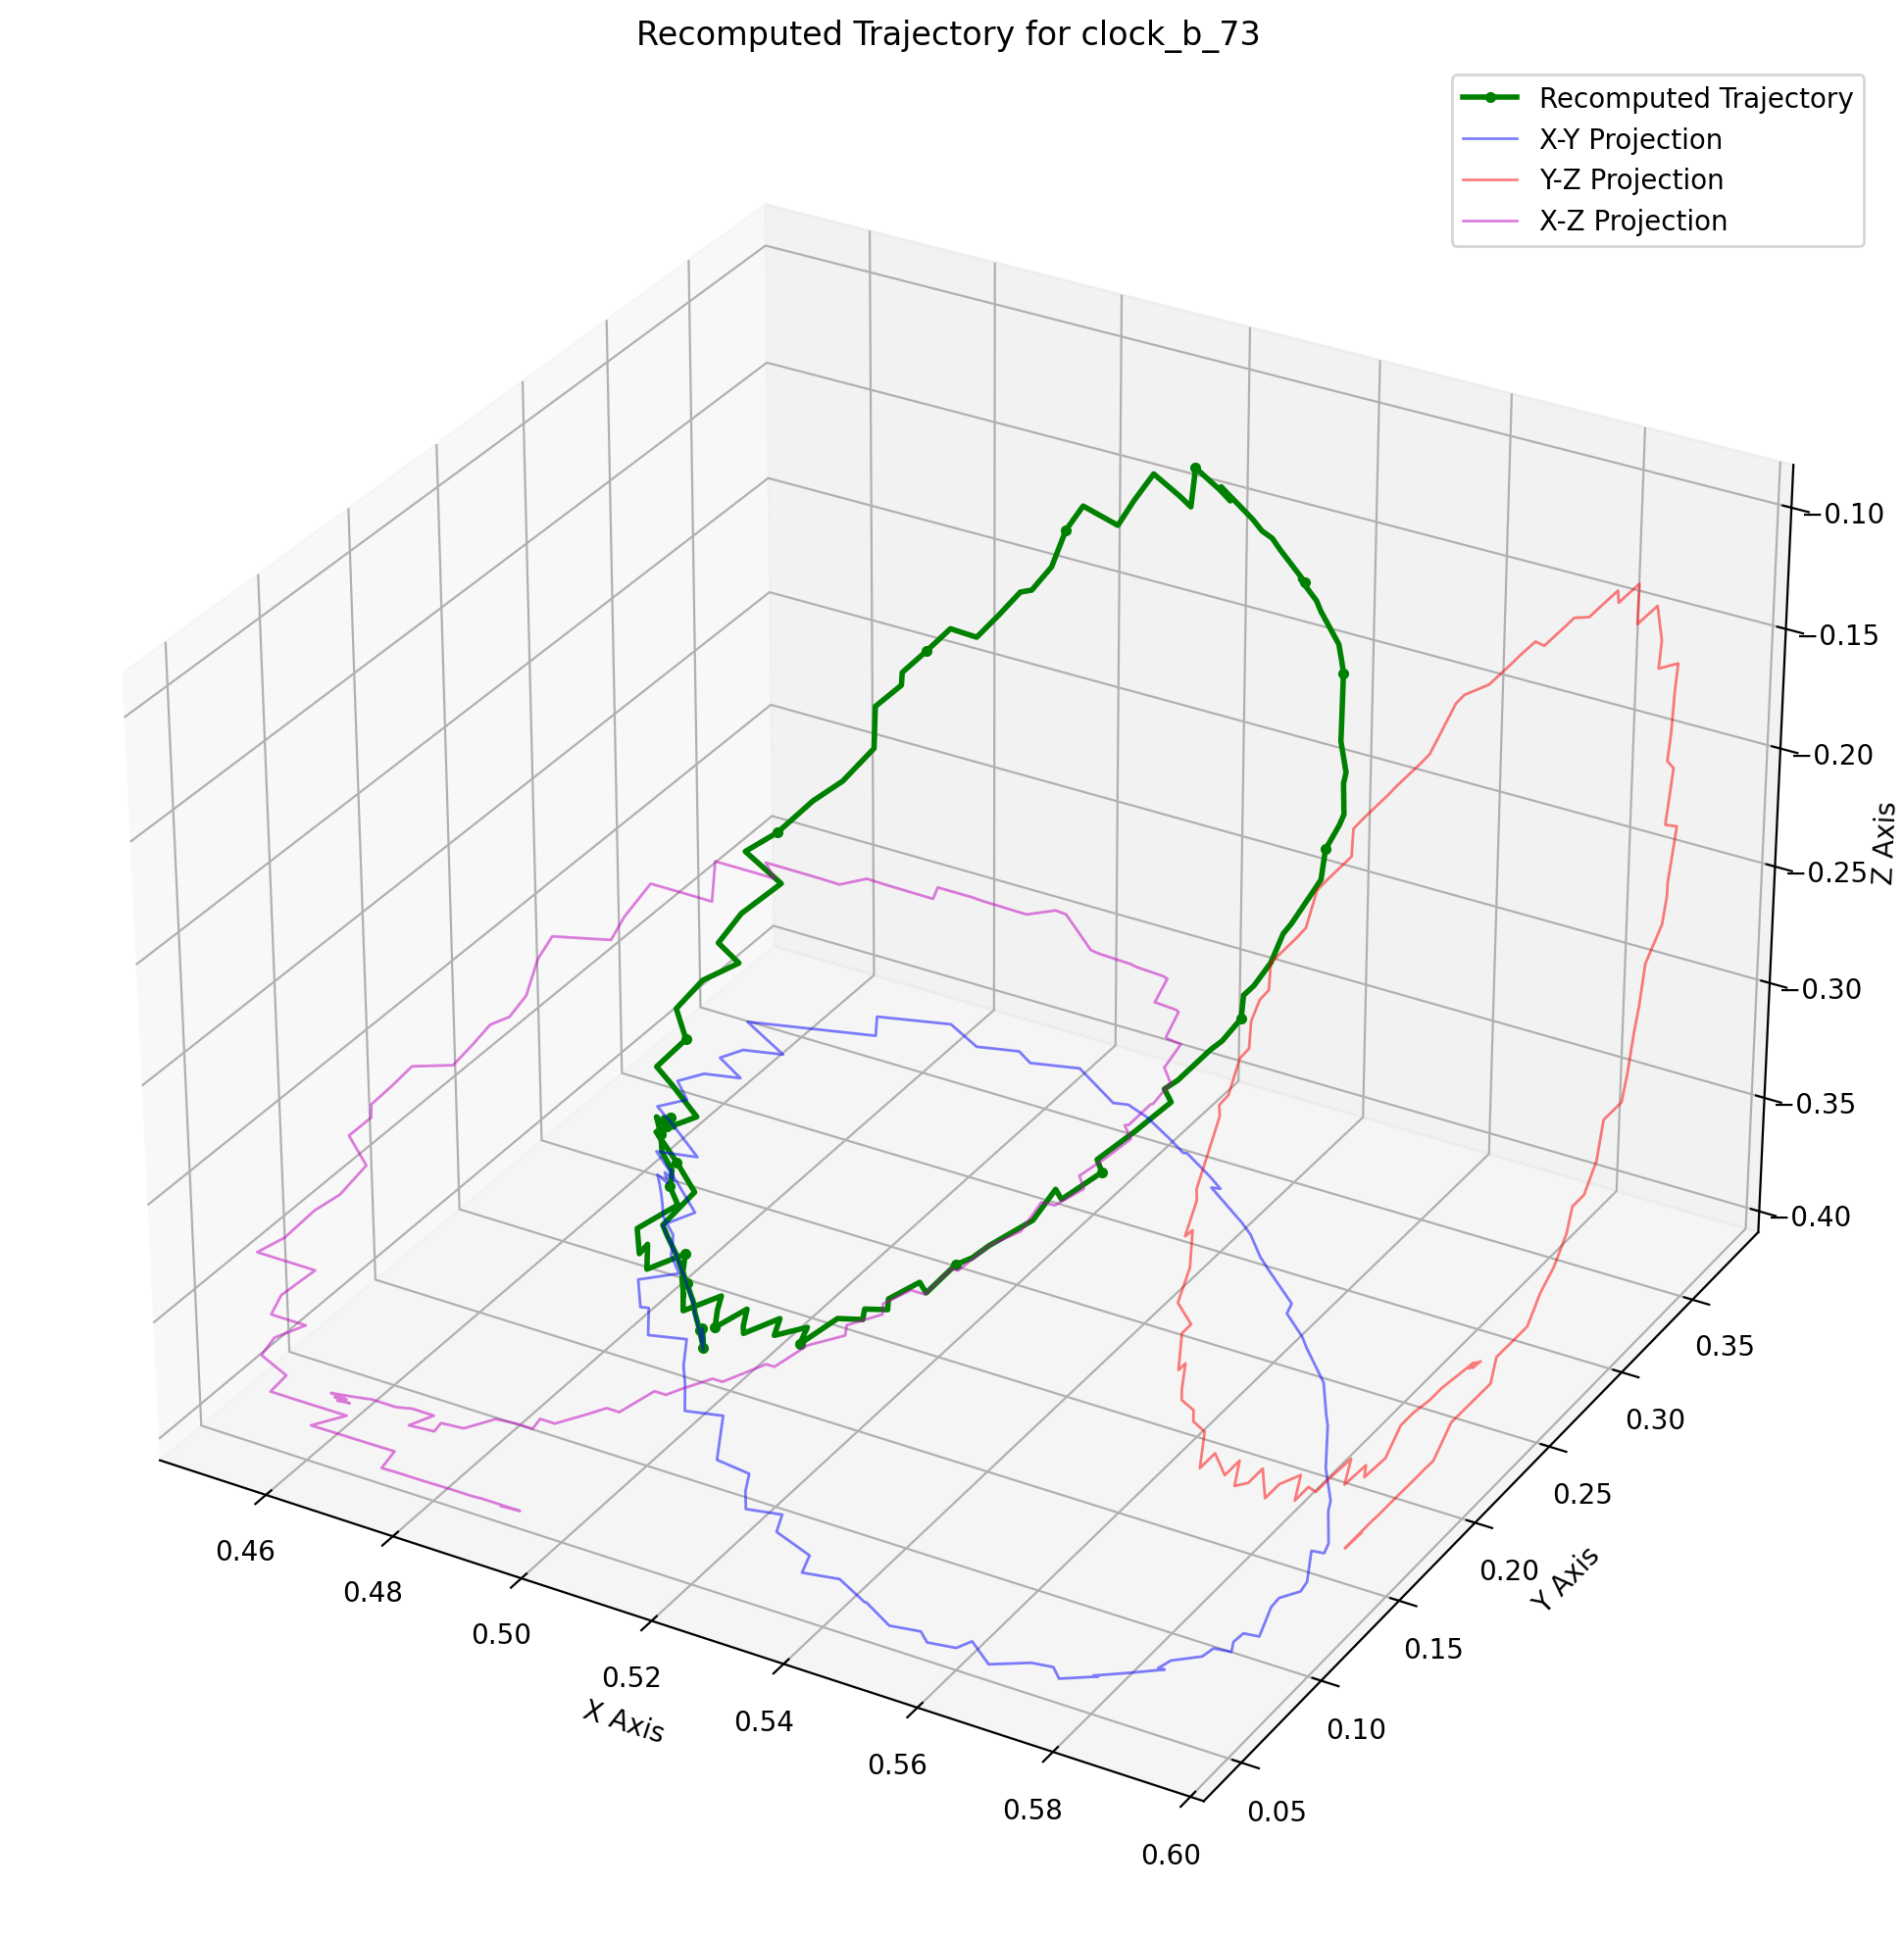 Recomputed Trajectory for clock_b_73
Recomputed Trajectory
X-Y Projection
Y-Z Projection
X-Z Projection
−0.10
−0.15
−0.20
−0.25
−0.30
−0.35
−0.40
Z Axis
0.35
0.30
0.25
0.20
0.15
0.10
0.05
Y Axis
0.46
0.48
0.50
0.52
0.54
0.56
0.58
0.60
X Axis